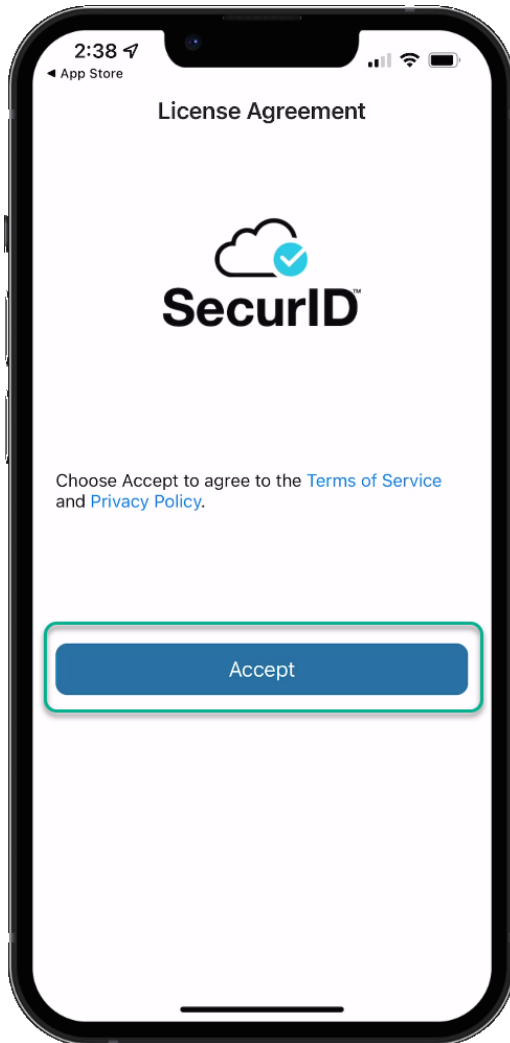 2:38
◀ App Store
License Agreement
SecurID™
Choose Accept to agree to the Terms of Service
and Privacy Policy.
Accept